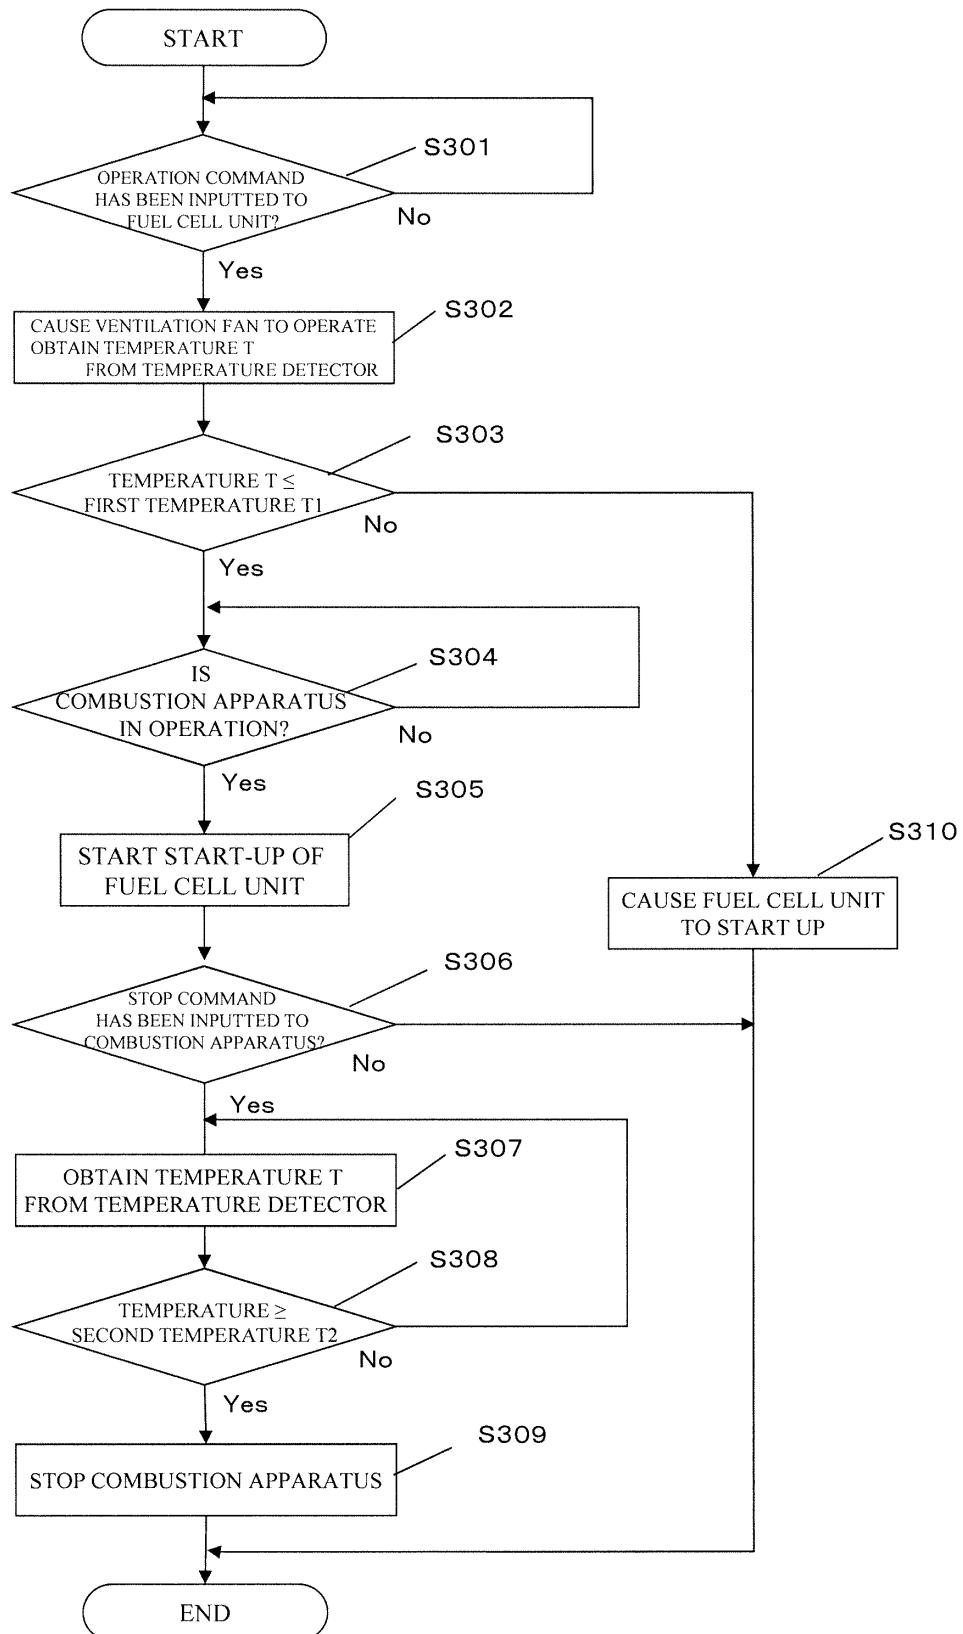 START
S301
OPERATION COMMAND
HAS BEEN INPUTTED TO
FUEL CELL UNIT?
No
Yes
S302
CAUSE VENTILATION FAN TO OPERATE
OBTAIN TEMPERATURE T
FROM TEMPERATURE DETECTOR
S303
TEMPERATURE T ≤
FIRST TEMPERATURE T1
No
Yes
S304
IS
COMBUSTION APPARATUS
IN OPERATION?
No
Yes
S305
START START-UP OF
FUEL CELL UNIT
S310
CAUSE FUEL CELL UNIT
TO START UP
S306
STOP COMMAND
HAS BEEN INPUTTED TO
COMBUSTION APPARATUS?
No
Yes
S307
OBTAIN TEMPERATURE T
FROM TEMPERATURE DETECTOR
S308
TEMPERATURE ≥
SECOND TEMPERATURE T2
No
Yes
S309
STOP COMBUSTION APPARATUS
END